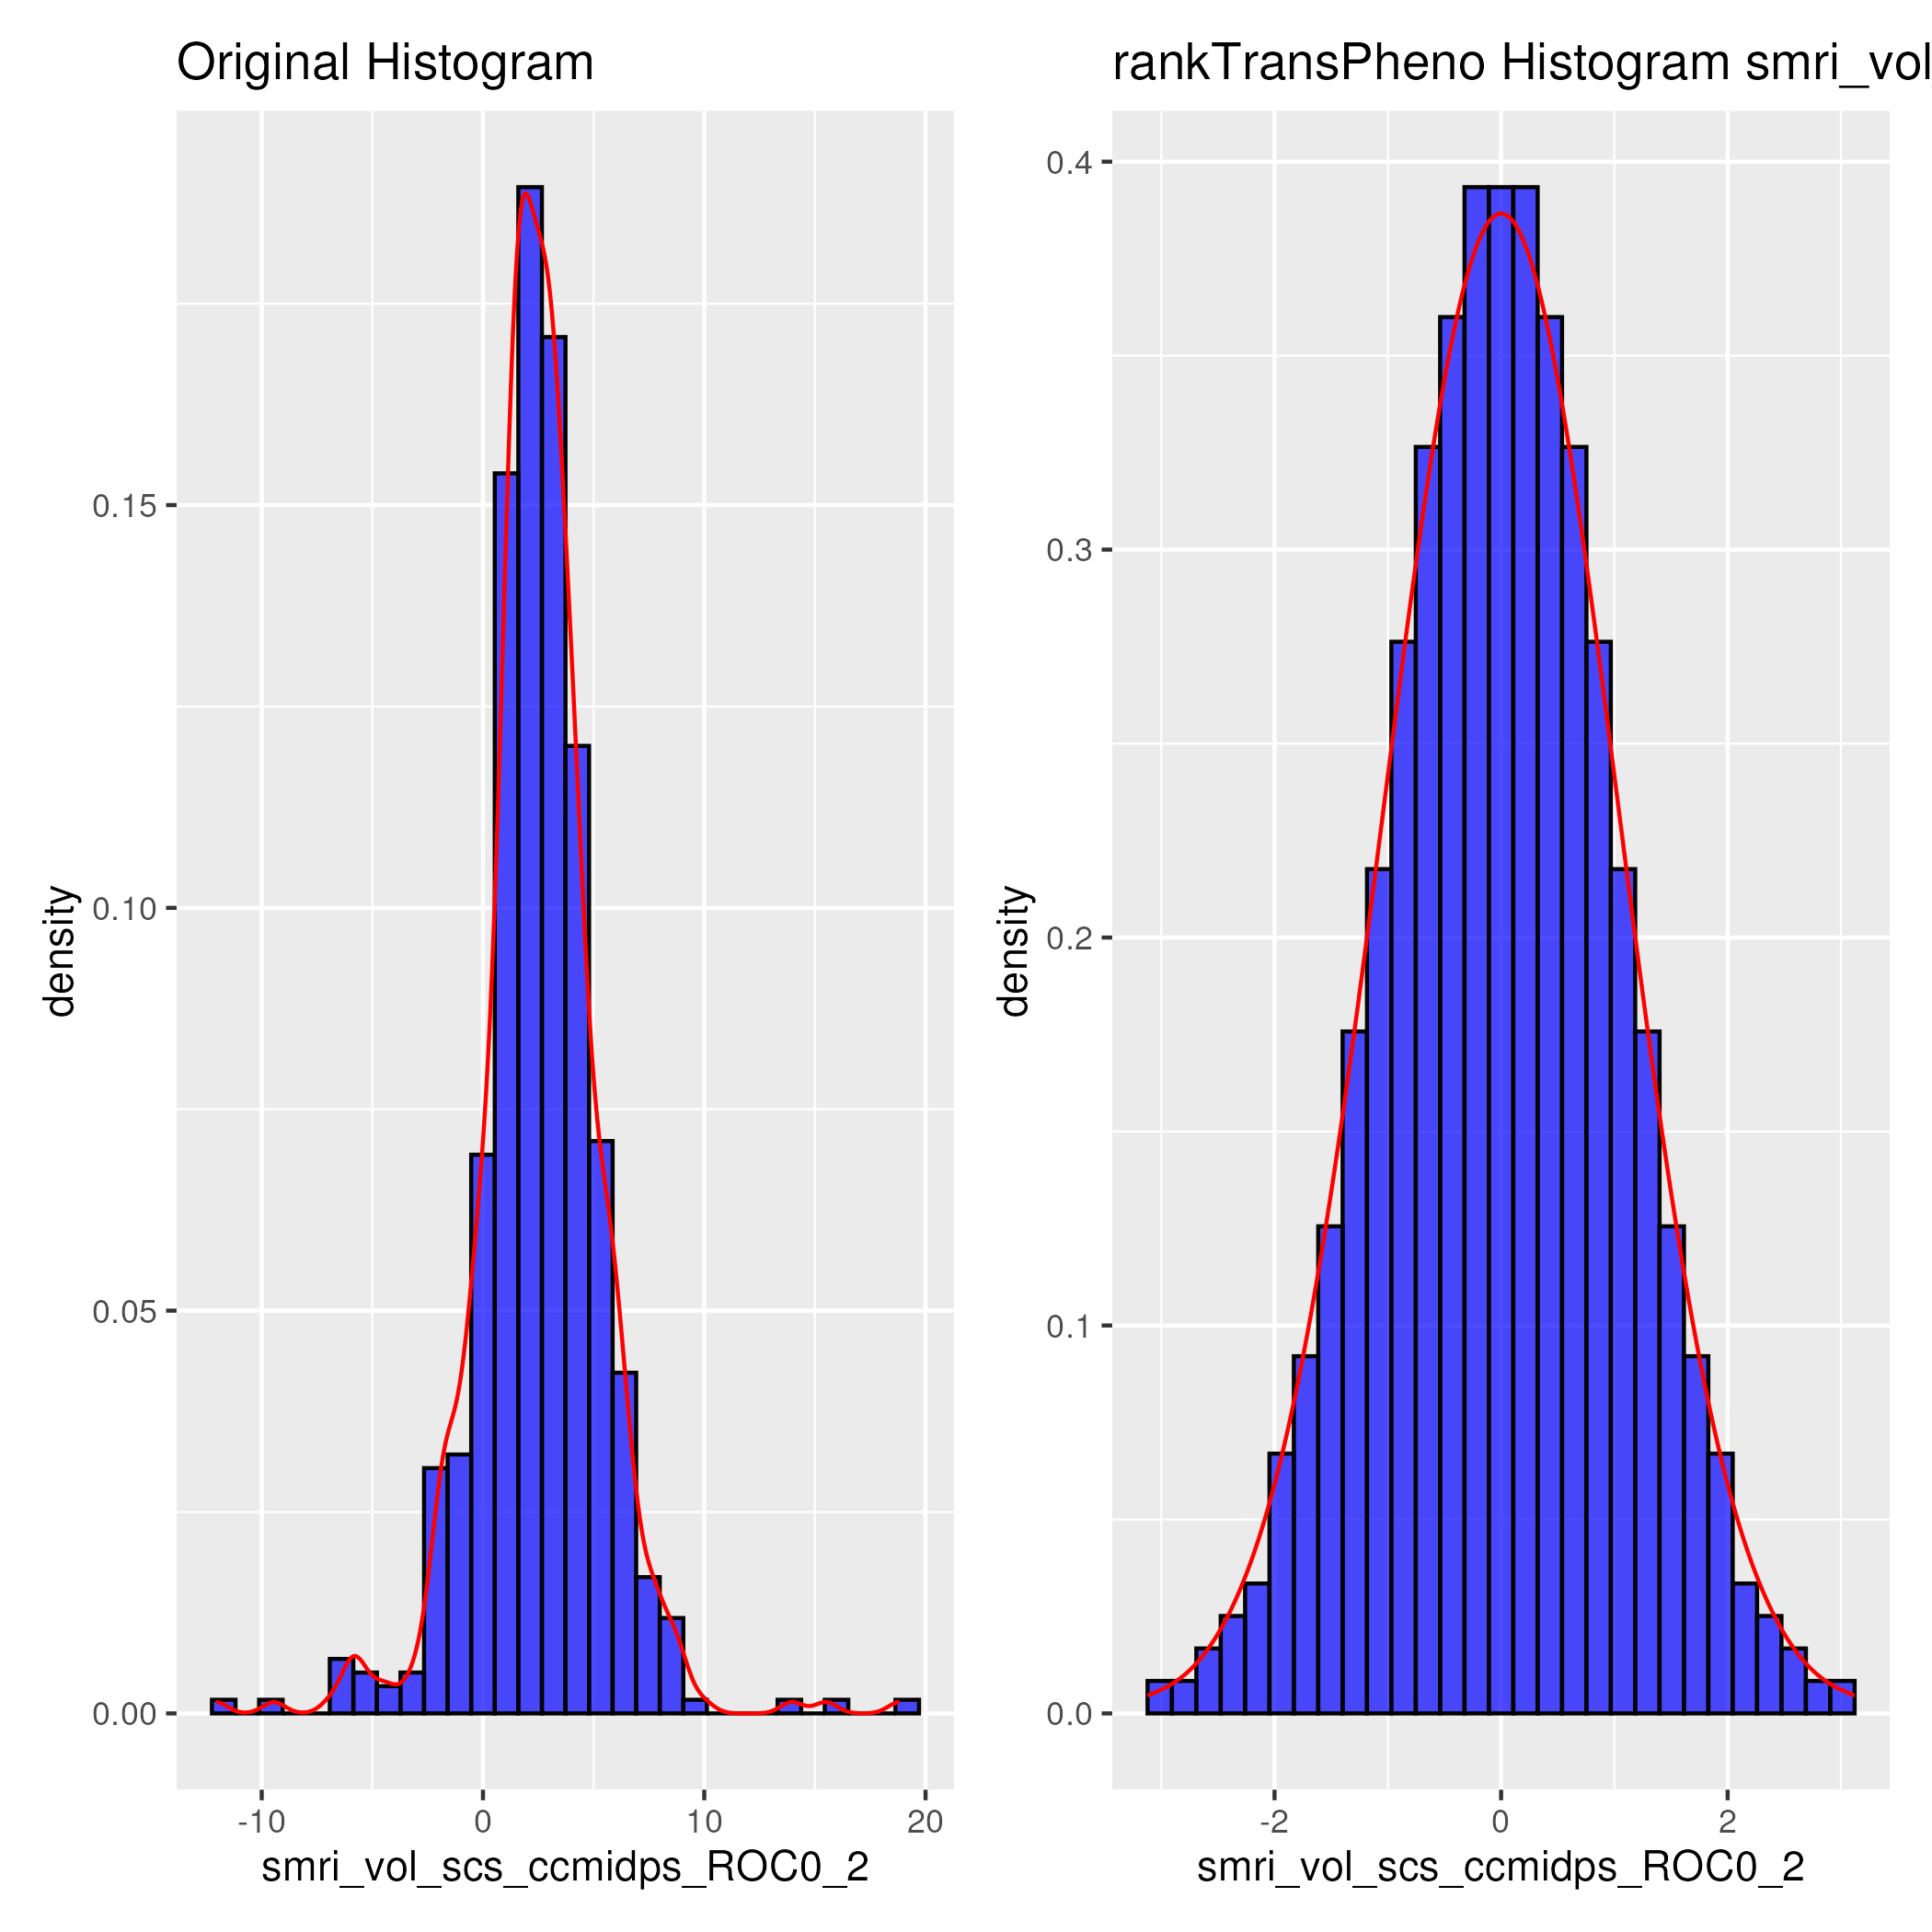 Original Histogram
density
0.15
0.10
0.05
0.00
-10 0 10 20
smri_vol_scs_ccmidps_ROC0_2
rankTransPheno Histogram smri_vol_
density
0.4
0.3
0.2
0.1
0.0
-2 0 2
smri_vol_scs_ccmidps_ROC0_2